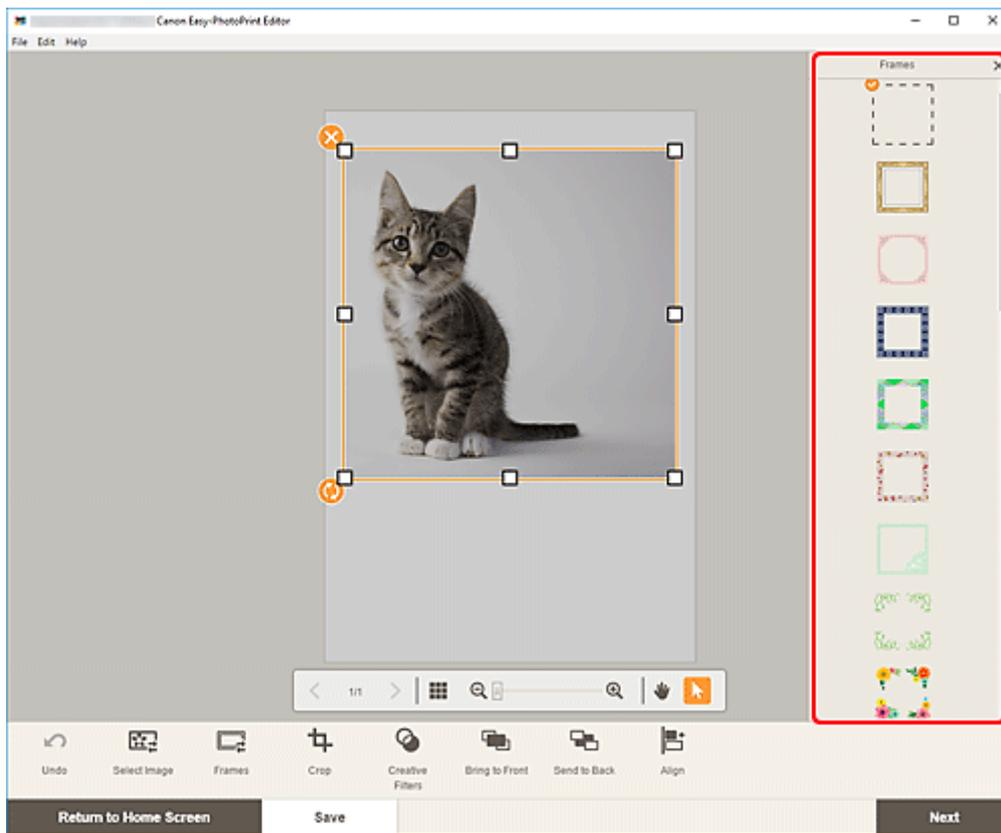 Canon Easy-PhotoPrint Editor
File Edit Help
Frames
1/1
Undo Select Image Frames Crop Creative Filters Bring to Front Send to Back Align
Return to Home Screen Save Next